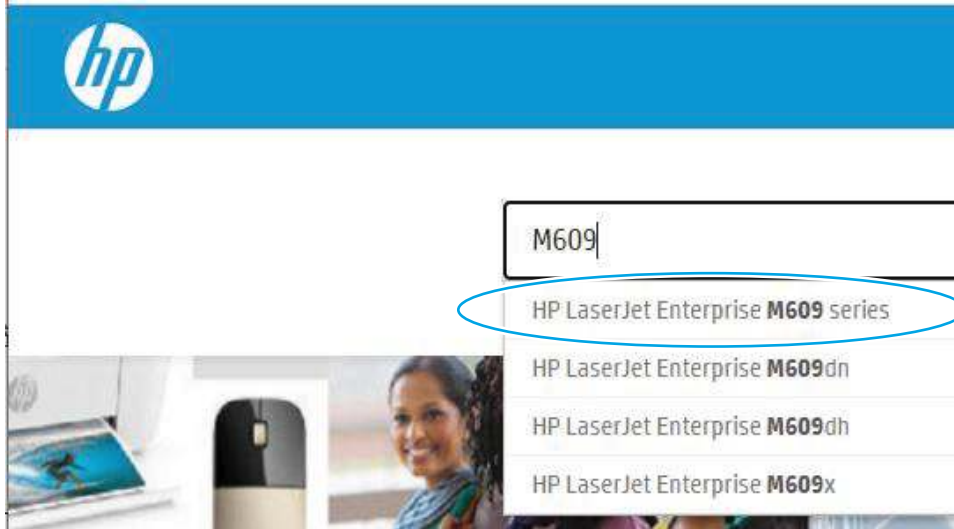 hp
M609
HP LaserJet Enterprise M609 series
HP LaserJet Enterprise M609dn
HP LaserJet Enterprise M609dh
HP LaserJet Enterprise M609x